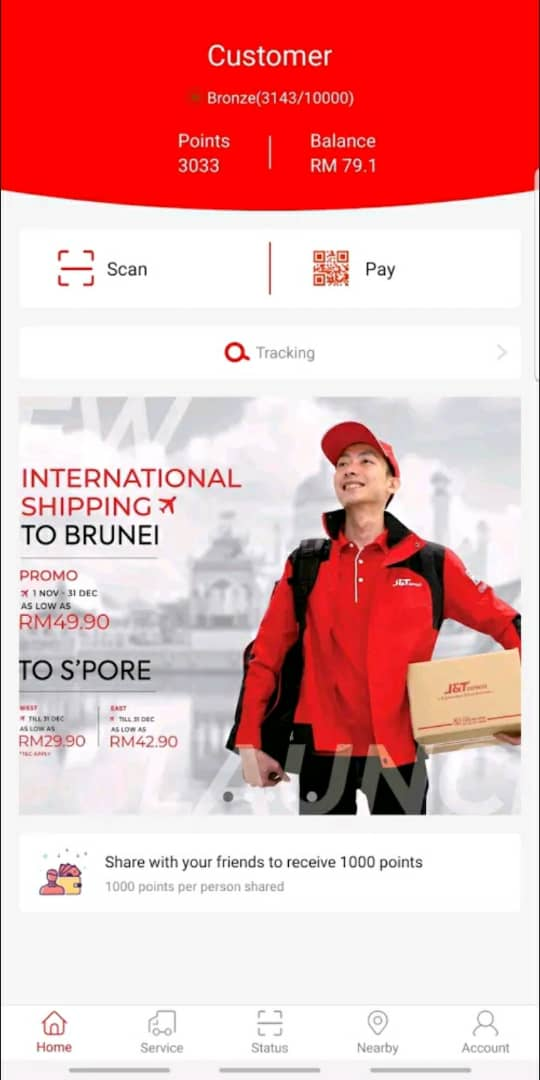 Customer
Bronze(3143/10000)
Points
3033
Balance
RM 79.1
Scan
Pay
Tracking
INTERNATIONAL
SHIPPING
TO BRUNEI
PROMO
1 NOV - 31 DEC
AS LOW AS
RM49.90
TO S'PORE
WEST
TILL 31 DEC
AS LOW AS
RM29.90
*T&C APPLY
EAST
TILL 31 DEC
AS LOW AS
RM42.90
J&T EXPRESS
J&T EXPRESS
LAUNC
Share with your friends to receive 1000 points
1000 points per person shared
Home
Service
Status
Nearby
Account